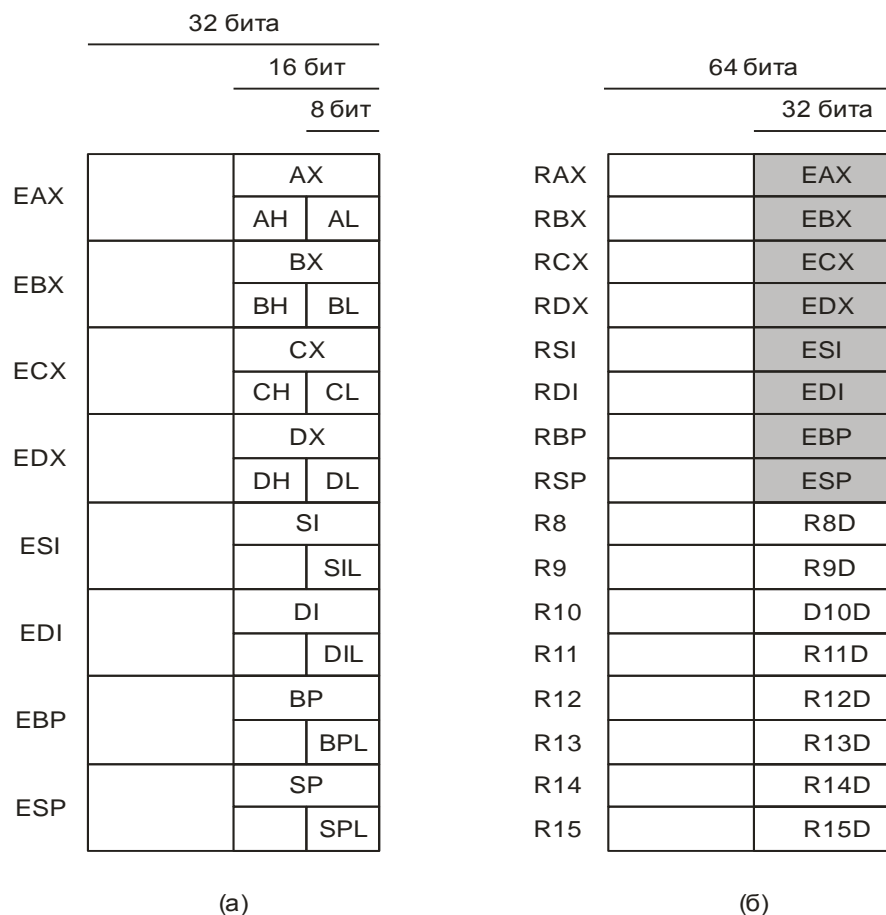 32 бита
16 бит
8 бит
EAX
AX
AH AL
EBX
BX
BH BL
ECX
CX
CH CL
EDX
DX
DH DL
ESI
SI
SIL
EDI
DI
DIL
EBP
BP
BPL
ESP
SP
SPL
(а)
64 бита
32 бита
RAX EAX
RBX EBX
RCX ECX
RDX EDX
RSI ESI
RDI EDI
RBP EBP
RSP ESP
R8 R8D
R9 R9D
R10 D10D
R11 R11D
R12 R12D
R13 R13D
R14 R14D
R15 R15D
(б)